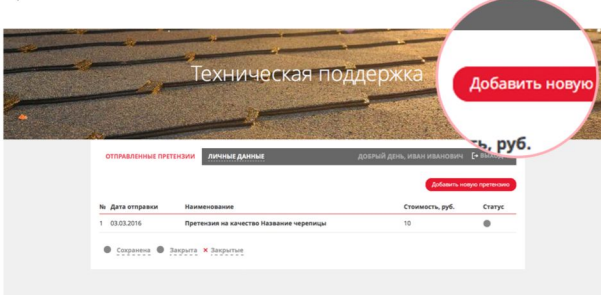 Техническая поддержка
Добавить новую
ть, руб.
ОТПРАВЛЕННЫЕ ПРЕТЕНЗИИ ЛИЧНЫЕ ДАННЫЕ ДОБРЫЙ ДЕНЬ, ИВАН ИВАНОВИЧ
Добавить новую претензию
№ Дата отправки Наименование Стоимость, руб. Статус
1 03.03.2016 Претензия на качество Название черепицы 10
Сохранена Закрыта × Закрытые